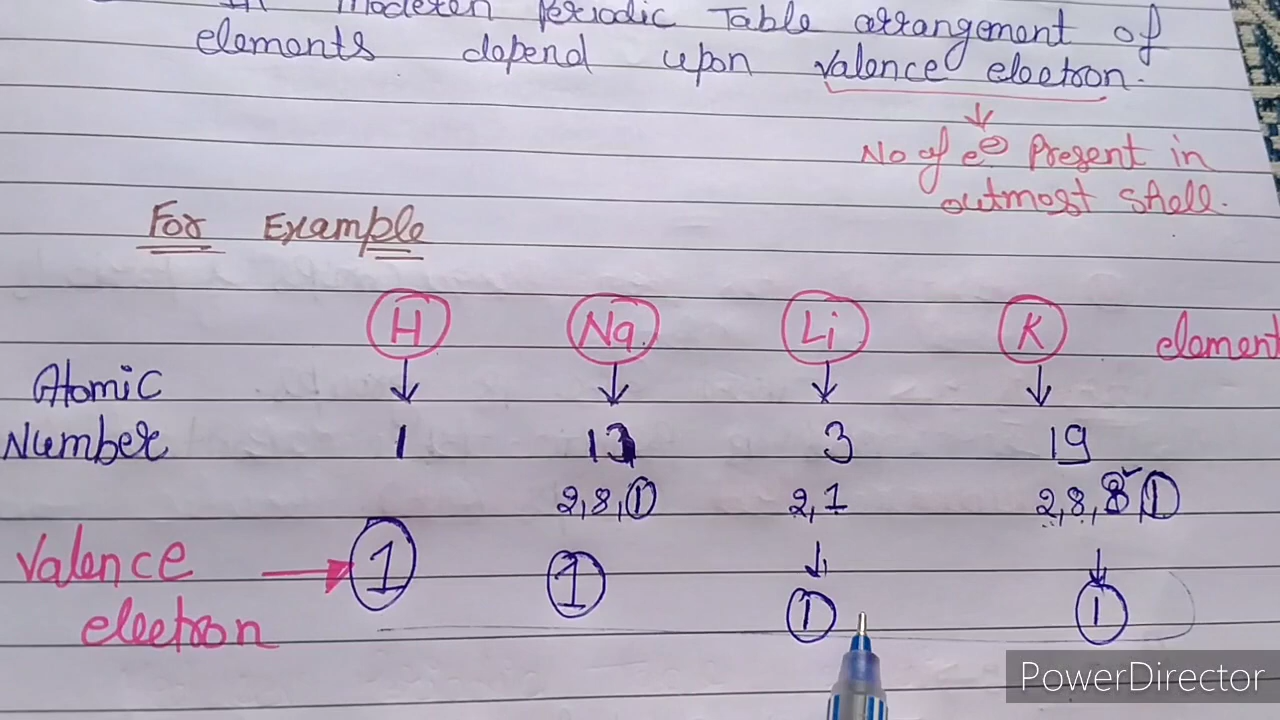 In Moderen Periodic Table arrangement of
elements depend upon valence electron.
No of e⊖ Present in
outmost shell.
For Example
H Na Li K element
Atomic
Number 1 13 3 19
2,8,1 2,1 2,8,8,1
Valence
electron 1 1 1 1
PowerDirector